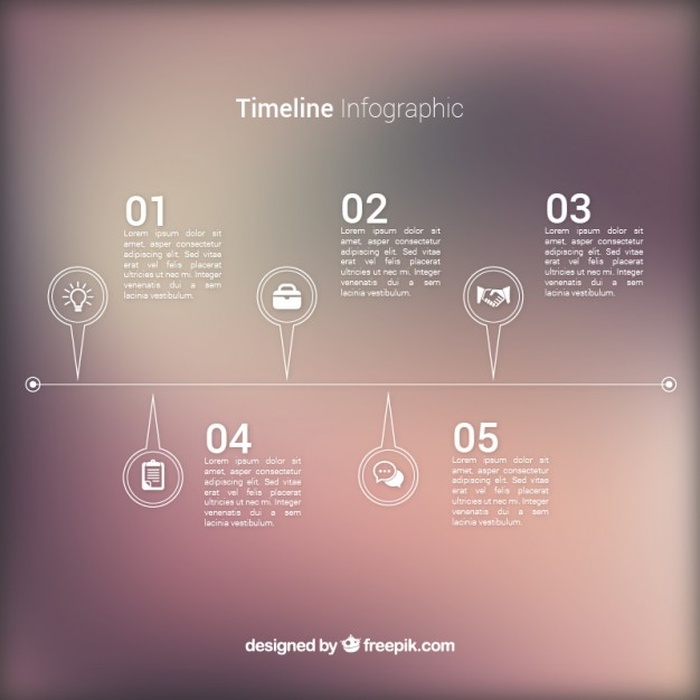 Timeline Infographic
01
Lorem ipsum dolor sit
amet, asper consectetur
adipiscing elit. Sed vitae
erat vel felis placerat
ultricies ut nec mi. Integer
venenatis dui a sem
lacinia vestibulum.
02
Lorem ipsum dolor sit
amet, asper consectetur
adipiscing elit. Sed vitae
erat vel felis placerat
ultricies ut nec mi. Integer
venenatis dui a sem
lacinia vestibulum.
03
Lorem ipsum dolor sit
amet, asper consectetur
adipiscing elit. Sed vitae
erat vel felis placerat
ultricies ut nec mi. Integer
venenatis dui a sem
lacinia vestibulum.
04
Lorem ipsum dolor sit
amet, asper consectetur
adipiscing elit. Sed vitae
erat vel felis placerat
ultricies ut nec mi. Integer
venenatis dui a sem
lacinia vestibulum.
05
Lorem ipsum dolor sit
amet, asper consectetur
adipiscing elit. Sed vitae
erat vel felis placerat
ultricies ut nec mi. Integer
venenatis dui a sem
lacinia vestibulum.
designed by freepik.com